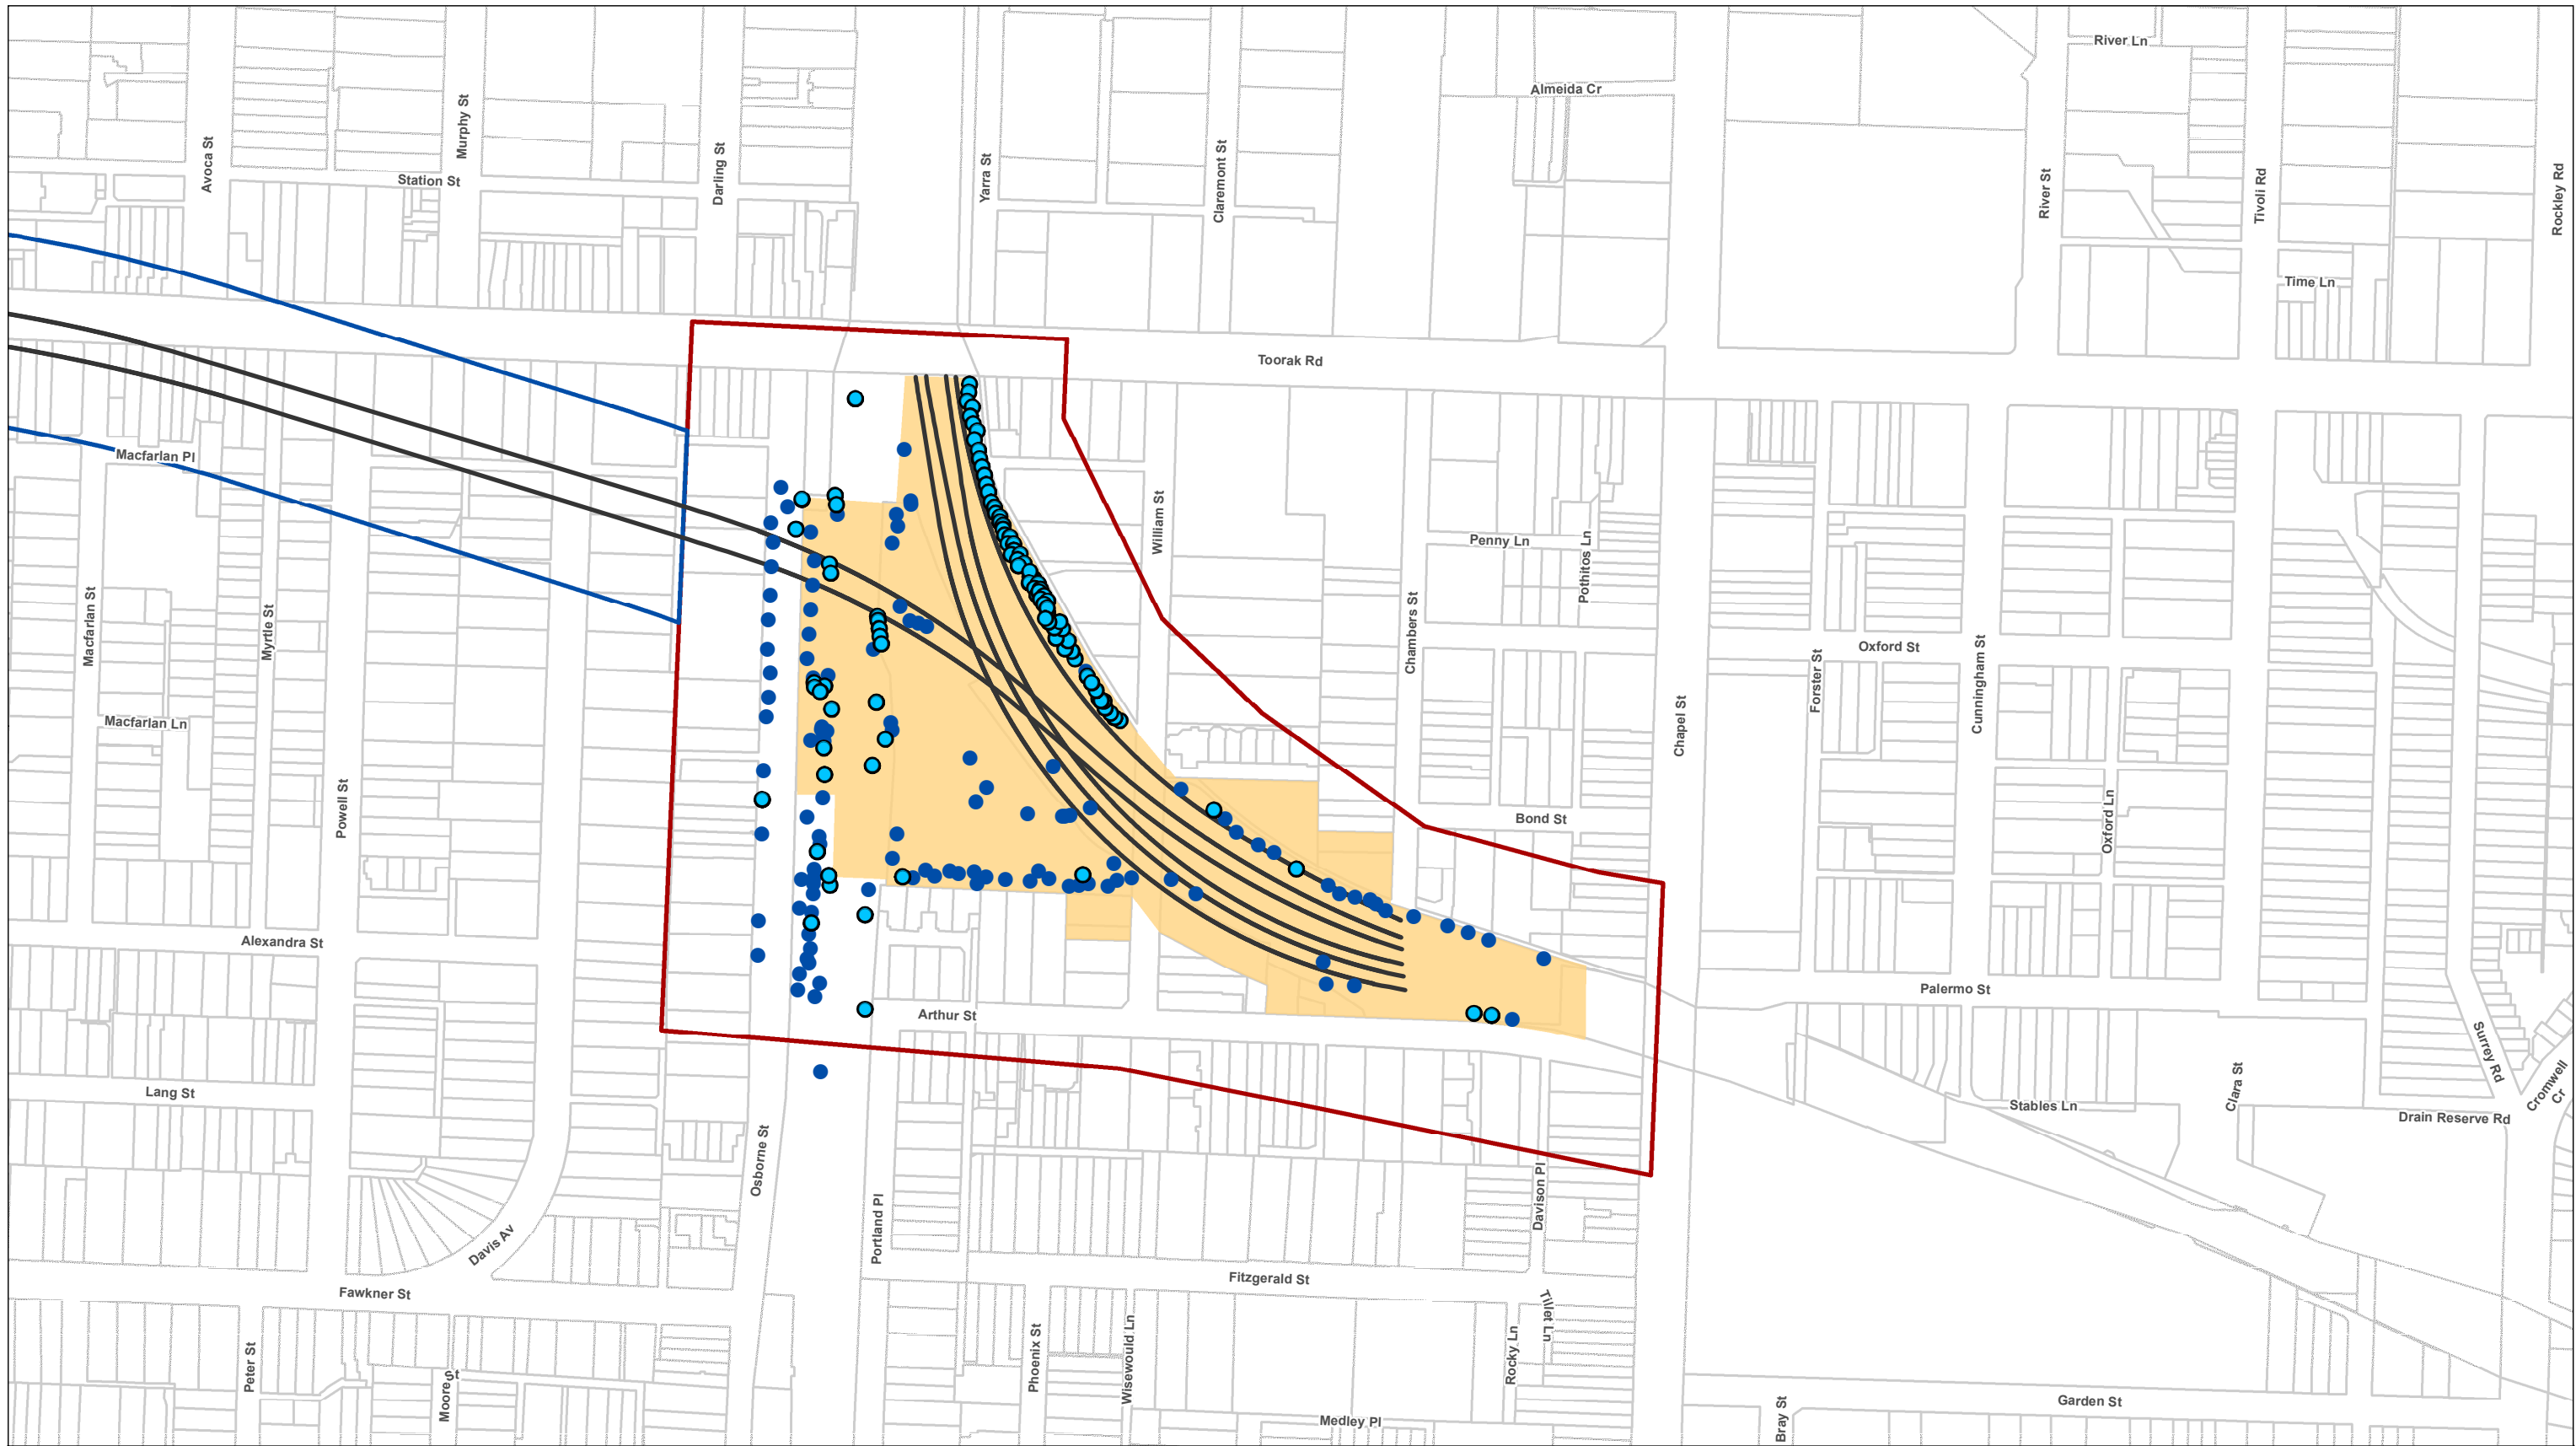 River Ln
Almeida Cr
Murphy St
Avoca St
Station St
Darling St
Yarra St
Claremont St
River St
Tivoli Rd
Rockley Rd
Time Ln
Toorak Rd
Macfarlan Pl
William St
Penny Ln
Pothitos Ln
Macfarlan St
Myrtle St
Chambers St
Oxford St
Forster St
Cunningham St
Chapel St
Macfarlan Ln
Powell St
Bond St
Oxford Ln
Alexandra St
Palermo St
Arthur St
Surrey Rd
Cromwell
Cr
Lang St
Clara St
Stables Ln
Drain Reserve Rd
Osborne St
Davison Pl
Portland Pl
Davis Av
Fitzgerald St
Fawkner St
Tillet Ln
Peter St
Moore St
Phoenix St
Wisewould Ln
Rocky Ln
Garden St
Medley Pl
Bray St